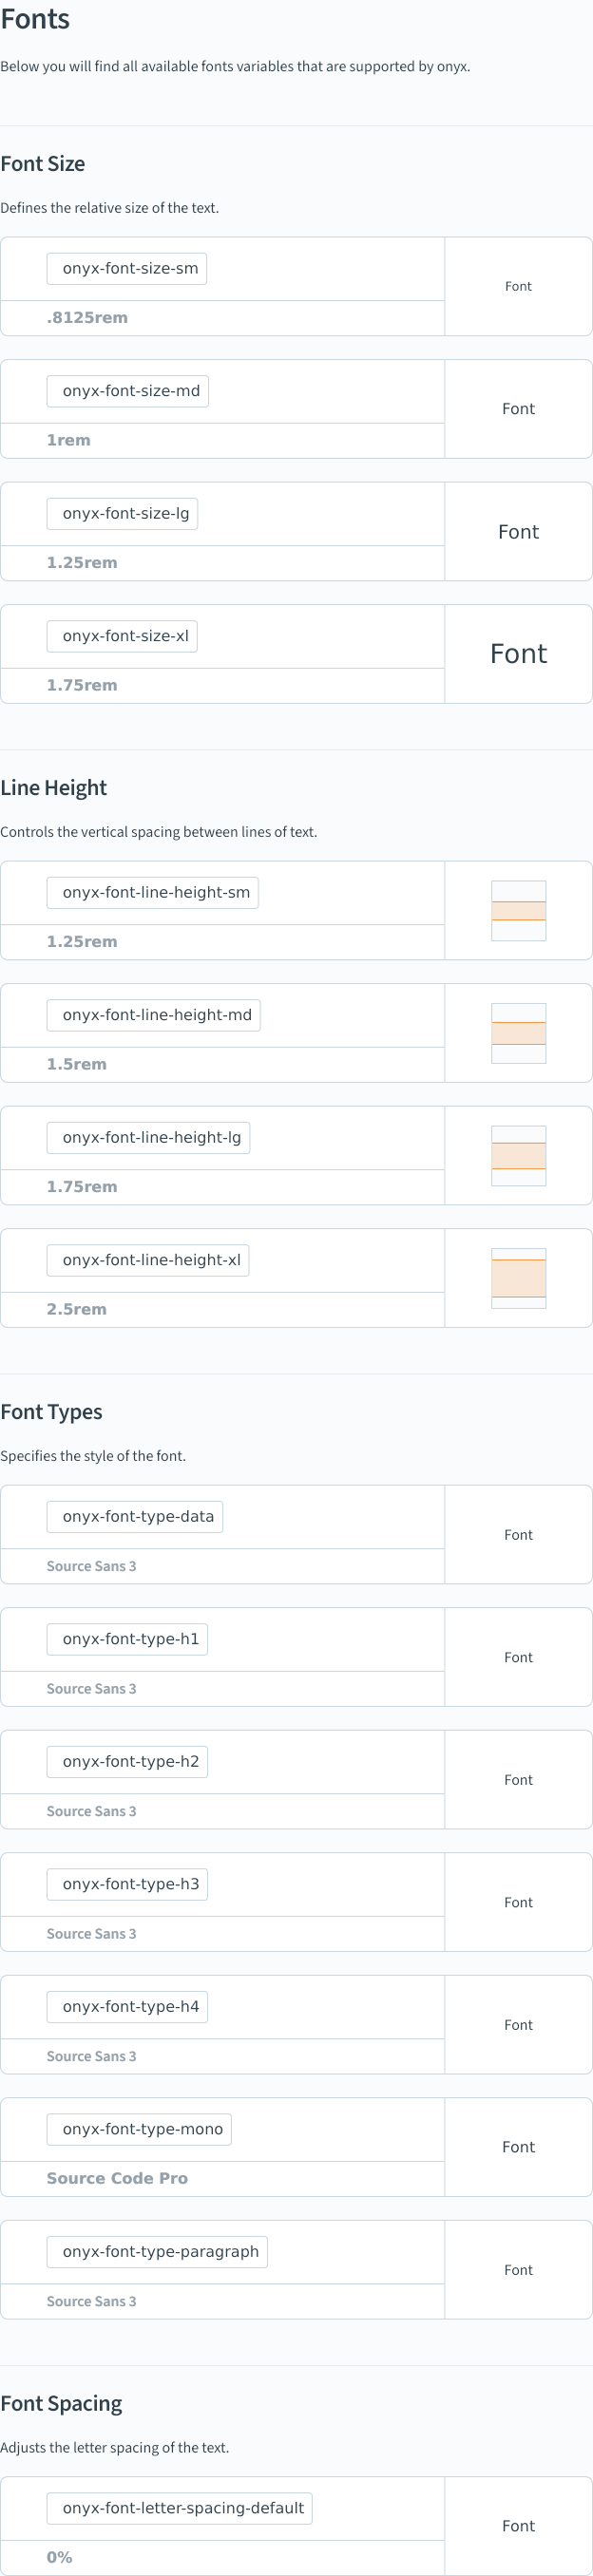 Fonts
Below you will find all available fonts variables that are supported by onyx.
Font Size
Defines the relative size of the text.
onyx-font-size-sm
Font
.8125rem
onyx-font-size-md
Font
1rem
onyx-font-size-lg
Font
1.25rem
onyx-font-size-xl
Font
1.75rem
Line Height
Controls the vertical spacing between lines of text.
onyx-font-line-height-sm
1.25rem
onyx-font-line-height-md
1.5rem
onyx-font-line-height-lg
1.75rem
onyx-font-line-height-xl
2.5rem
Font Types
Specifies the style of the font.
onyx-font-type-data
Font
Source Sans 3
onyx-font-type-h1
Font
Source Sans 3
onyx-font-type-h2
Font
Source Sans 3
onyx-font-type-h3
Font
Source Sans 3
onyx-font-type-h4
Font
Source Sans 3
onyx-font-type-mono
Font
Source Code Pro
onyx-font-type-paragraph
Font
Source Sans 3
Font Spacing
Adjusts the letter spacing of the text.
onyx-font-letter-spacing-default
Font
0%